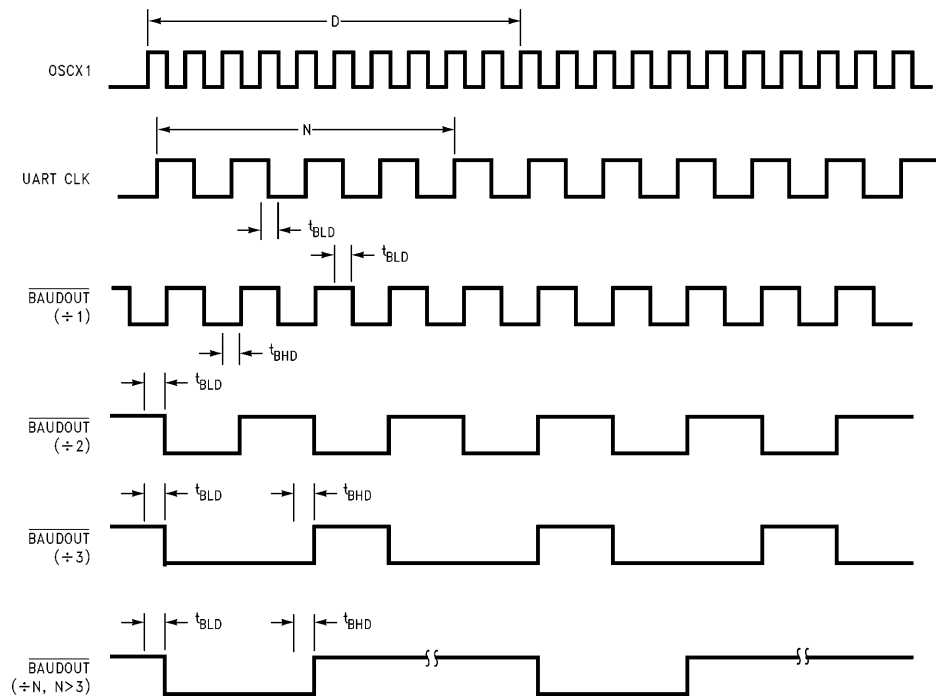 D
OSCX1
N
UART CLK
tBLD
tBLD
BAUDOUT
(÷1)
tBHD
tBLD
BAUDOUT
(÷2)
tBLD
tBHD
BAUDOUT
(÷3)
tBLD
tBHD
BAUDOUT
(÷N, N>3)